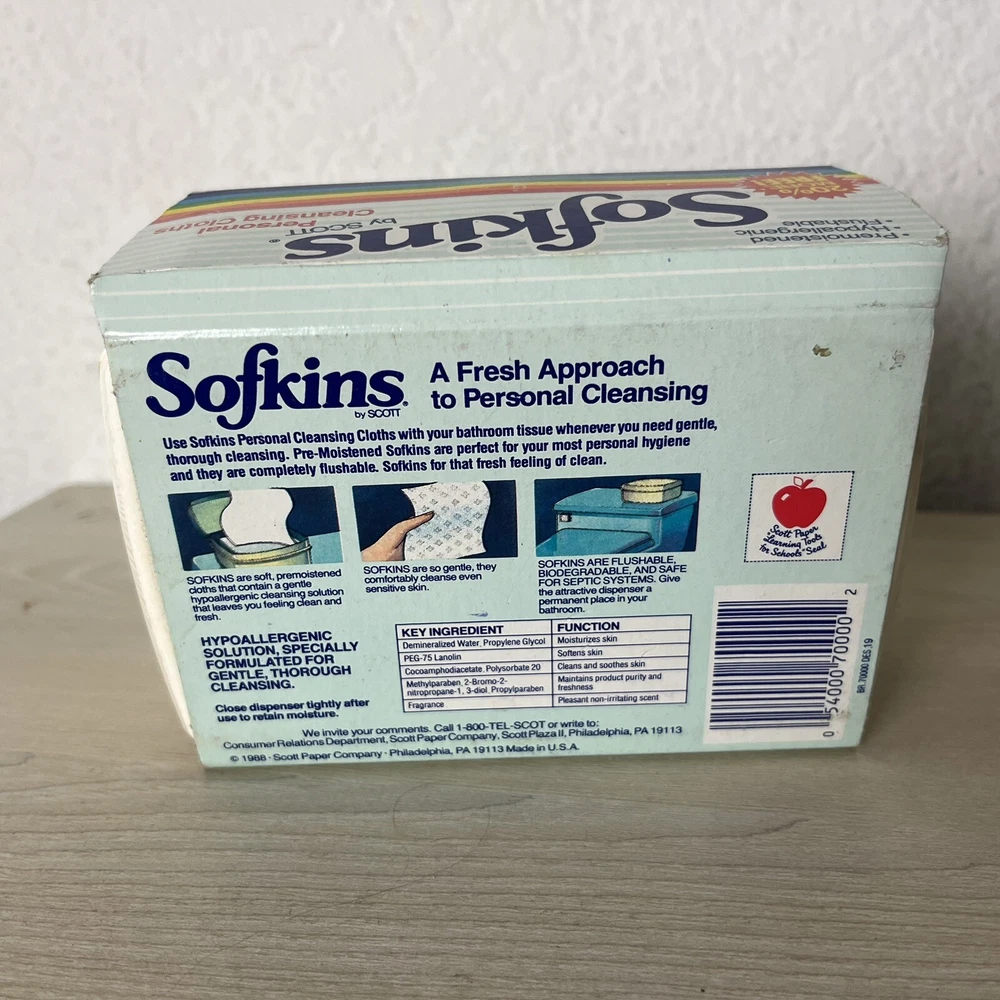 Premoistened
• Hypoallergenic
• Flushable
Sofkins®
by SCOTT
Personal
Cleansing Cloths
Sofkins®
by SCOTT
A Fresh Approach
to Personal Cleansing
Use Sofkins Personal Cleansing Cloths with your bathroom tissue whenever you need gentle,
thorough cleansing. Pre-Moistened Sofkins are perfect for your most personal hygiene
and they are completely flushable. Sofkins for that fresh feeling of clean.
SOFKINS are soft, premoistened
cloths that contain a gentle
hypoallergenic cleansing solution
that leaves you feeling clean and
fresh.
SOFKINS are so gentle, they
comfortably cleanse even
sensitive skin.
SOFKINS ARE FLUSHABLE,
BIODEGRADABLE, AND SAFE
FOR SEPTIC SYSTEMS. Give
the attractive dispenser a
permanent place in your
bathroom.
Scott Paper
Learning Tools
for Schools™ Seal
HYPOALLERGENIC
SOLUTION, SPECIALLY
FORMULATED FOR
GENTLE, THOROUGH
CLEANSING.
Close dispenser tightly after
use to retain moisture.
KEY INGREDIENT FUNCTION
Demineralized Water, Propylene Glycol Moisturizes skin
PEG-75 Lanolin Softens skin
Cocoamphodiacetate, Polysorbate 20 Cleans and soothes skin
Methylparaben, 2-Bromo-2- Maintains product purity and
nitropropane-1, 3-diol, Propylparaben freshness
Fragrance Pleasant non-irritating scent
We invite your comments. Call 1-800-TEL-SCOT or write to:
Consumer Relations Department, Scott Paper Company, Scott Plaza II, Philadelphia, PA 19113
© 1988 · Scott Paper Company · Philadelphia, PA 19113 Made in U.S.A.
0 54000 70000 2
BR.70000 DES.19